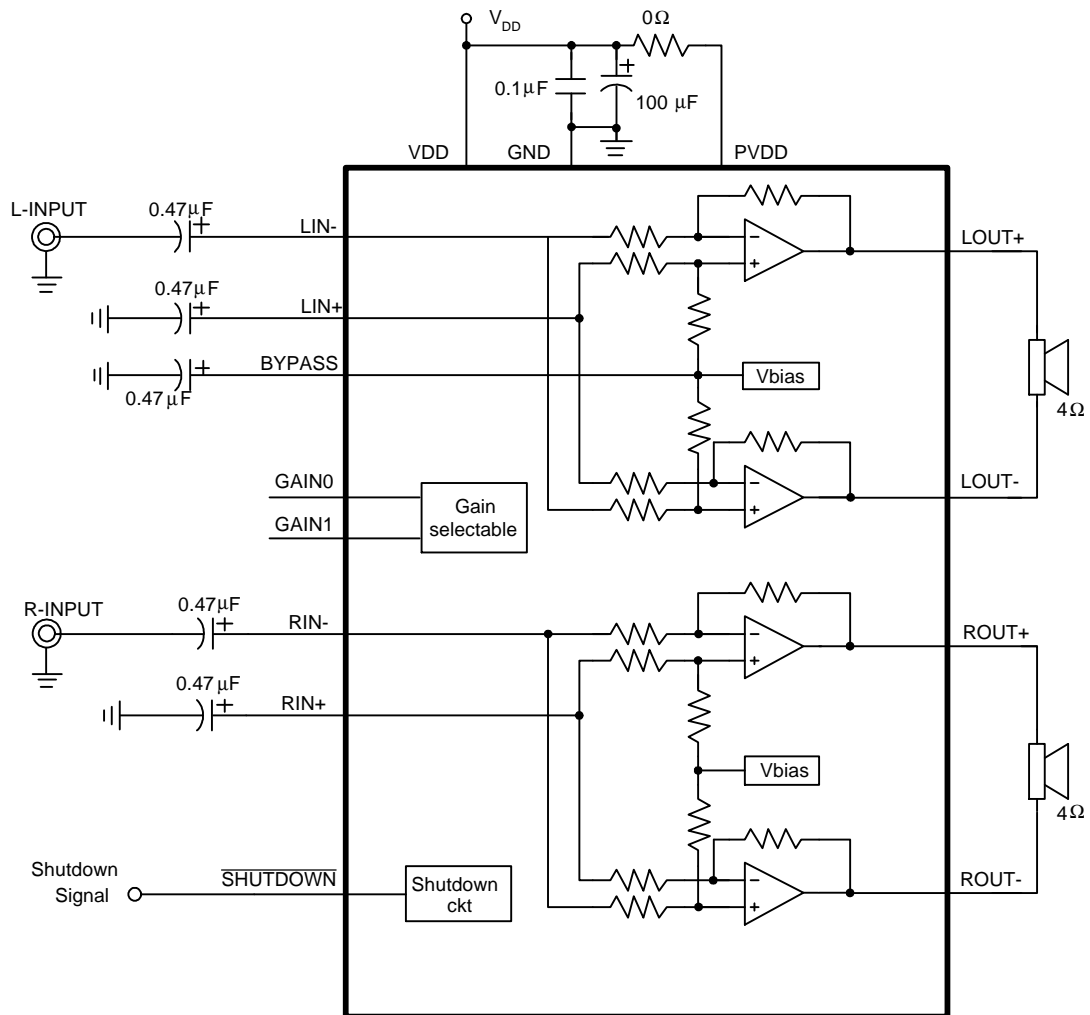 V_DD
0Ω
0.1μF
100 μF
VDD
GND
PVDD
+
L-INPUT
0.47μF
+
LIN-
−
+
LOUT+
0.47μF
+
LIN+
BYPASS
+
0.47μF
Vbias
4Ω
GAIN0
GAIN1
Gain
selectable
−
+
LOUT-
R-INPUT
0.47μF
+
RIN-
−
+
ROUT+
0.47μF
+
RIN+
Vbias
4Ω
Shutdown
Signal
SHUTDOWN
Shutdown
ckt
−
+
ROUT-